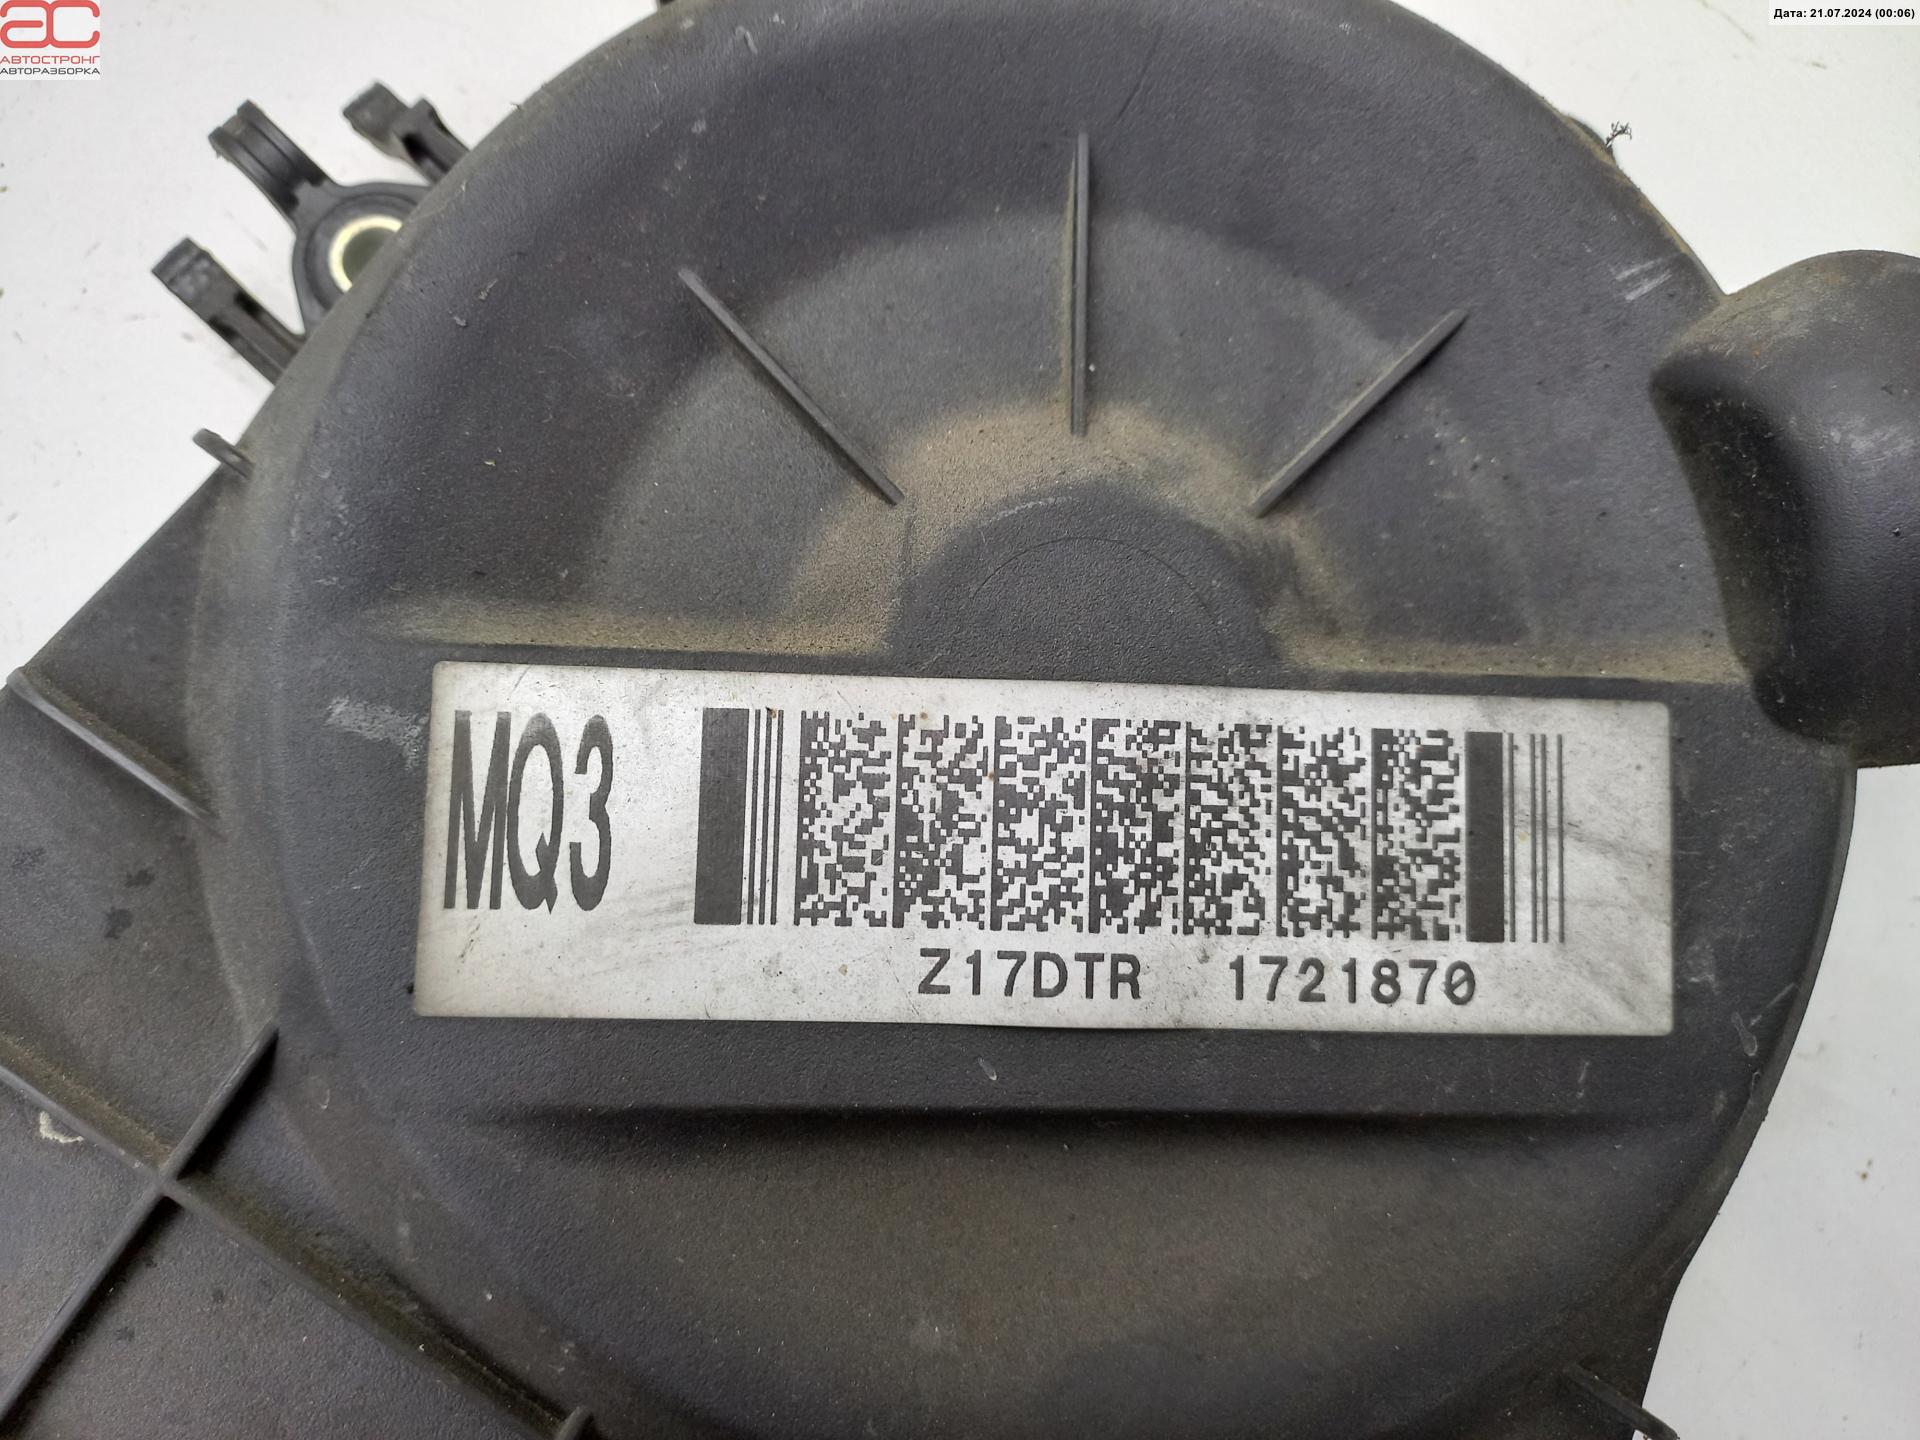 ac
АВТОСТРОНГ
АВТОРАЗБОРКА
Дата: 21.07.2024 (00:06)
MQ3
Z17DTR 1721870